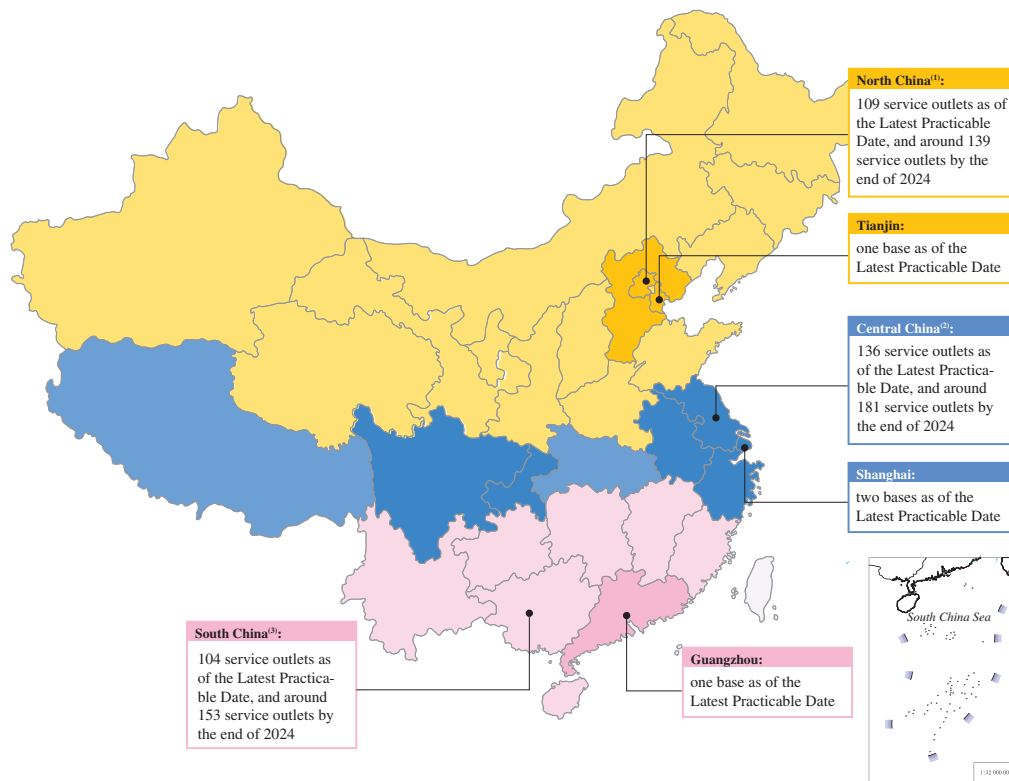 North China(1):
109 service outlets as of
the Latest Practicable
Date, and around 139
service outlets by the
end of 2024
Tianjin:
one base as of the
Latest Practicable Date
Central China(2):
136 service outlets as
of the Latest Practica-
ble Date, and around
181 service outlets by
the end of 2024
Shanghai:
two bases as of the
Latest Practicable Date
South China Sea
South China(3):
104 service outlets as
of the Latest Practica-
ble Date, and around
153 service outlets by
the end of 2024
Guangzhou:
one base as of the
Latest Practicable Date